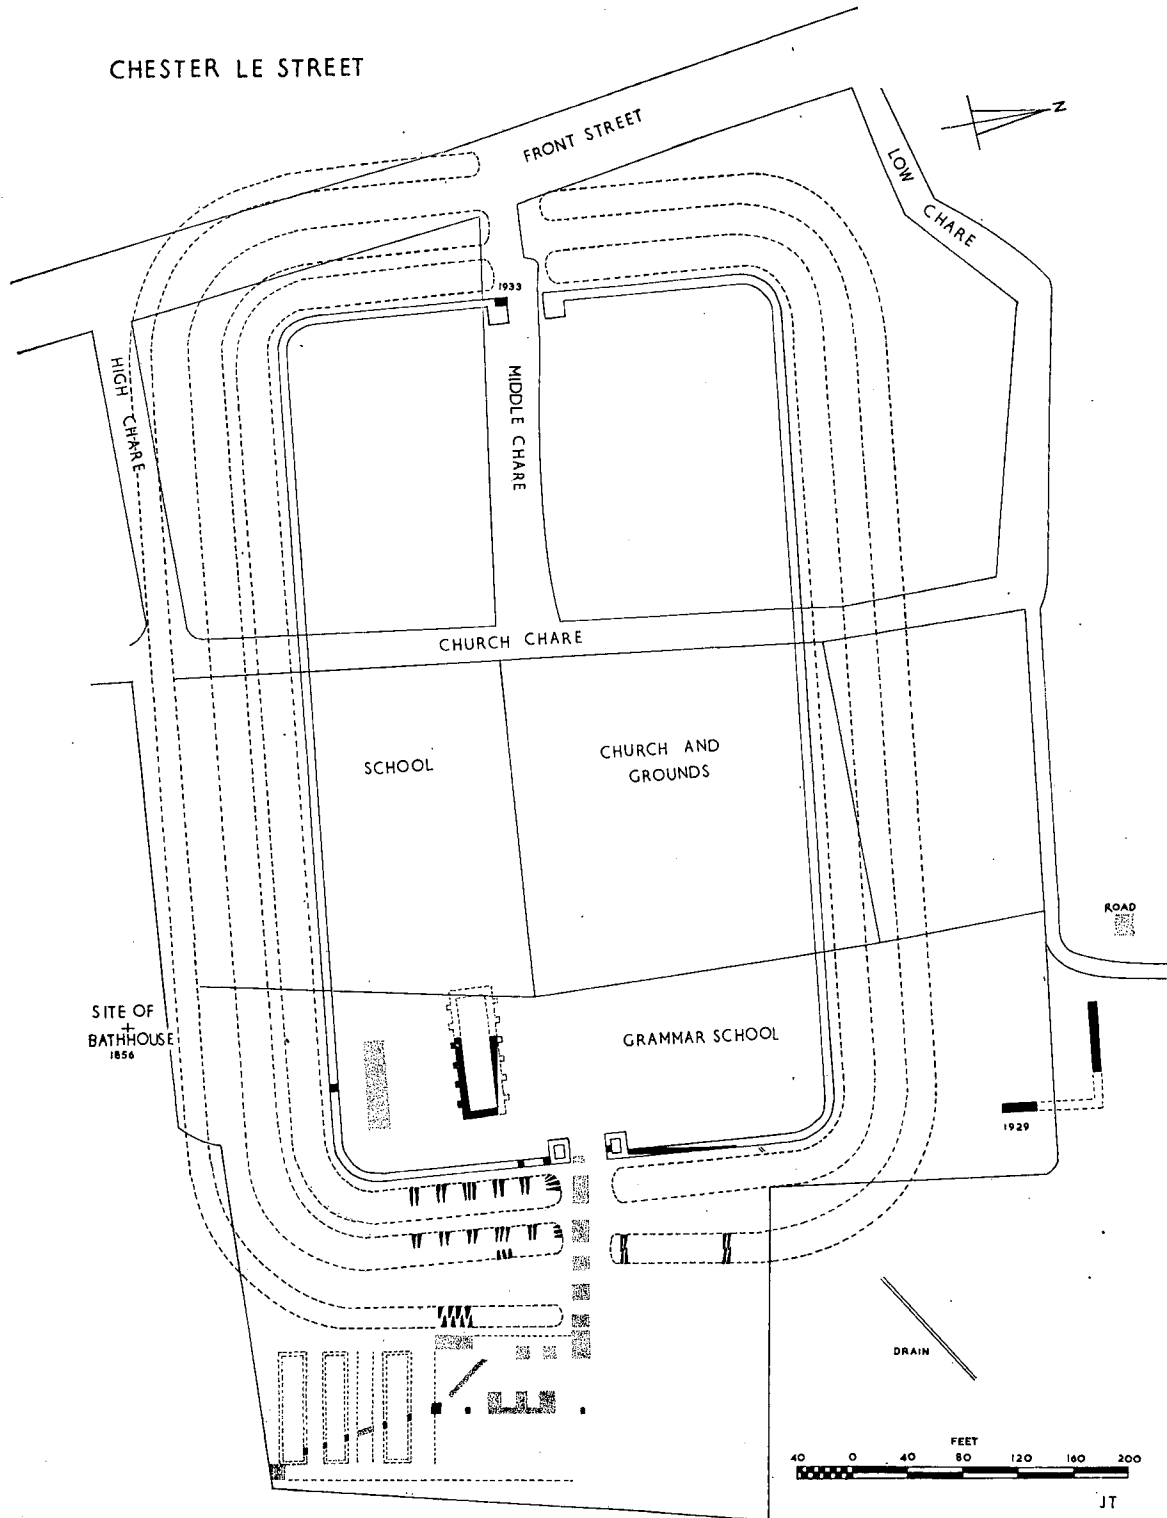 CHESTER LE STREET
FRONT STREET
N
LOW
CHARE
1933
HIGH CHARE
MIDDLE CHARE
CHURCH CHARE
SCHOOL
CHURCH AND
GROUNDS
ROAD
SITE OF
BATHHOUSE
1856
GRAMMAR SCHOOL
1929
DRAIN
FEET
40 0 40 80 120 160 200
JT